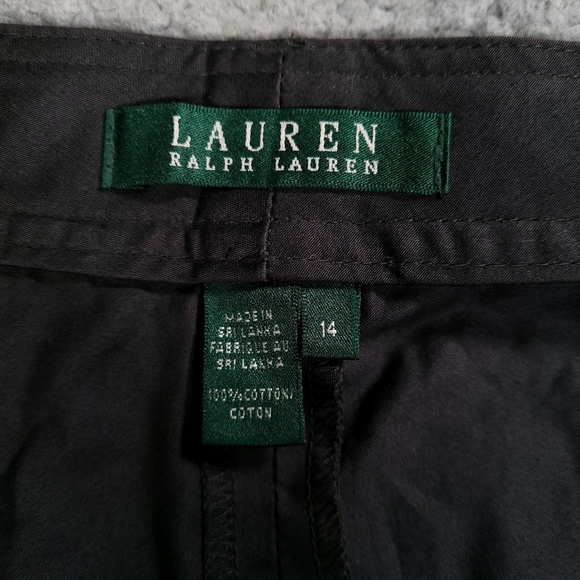 LAUREN
RALPH LAUREN
MADE IN
SRI LANKA
FABRIQUE AU
SRI LANKA
100% COTTON/
COTON
14